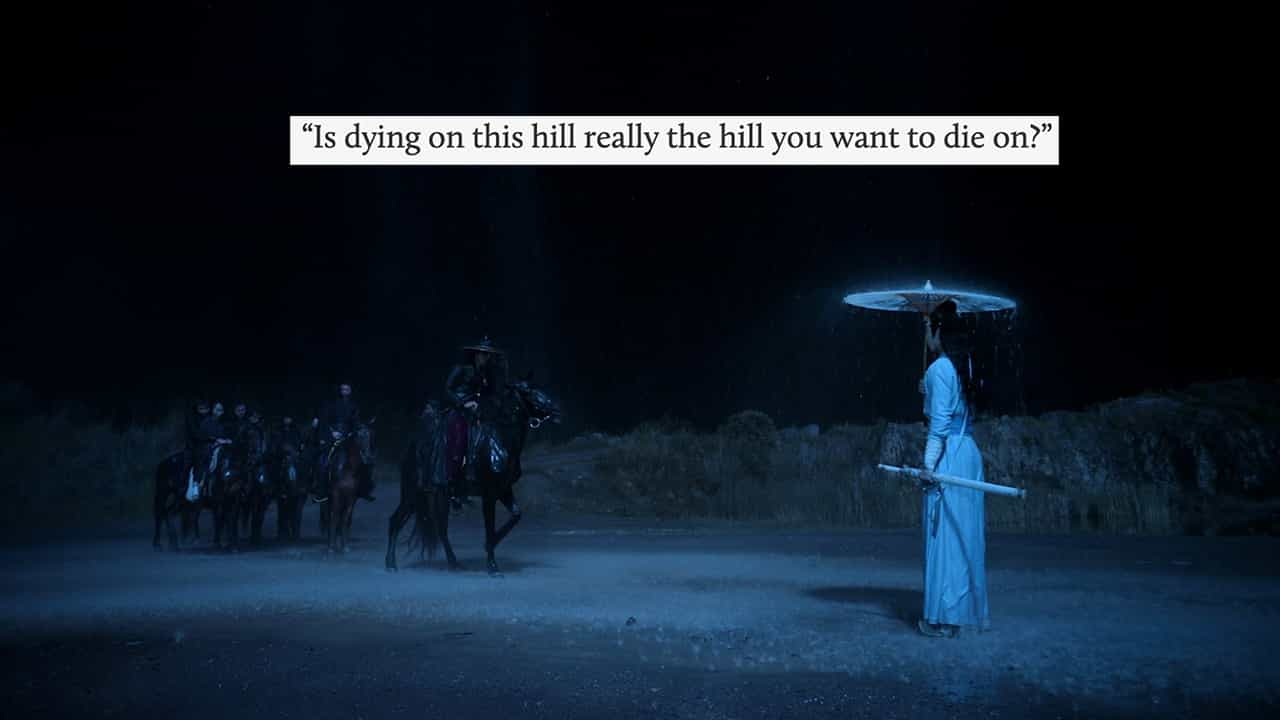 “Is dying on this hill really the hill you want to die on?”